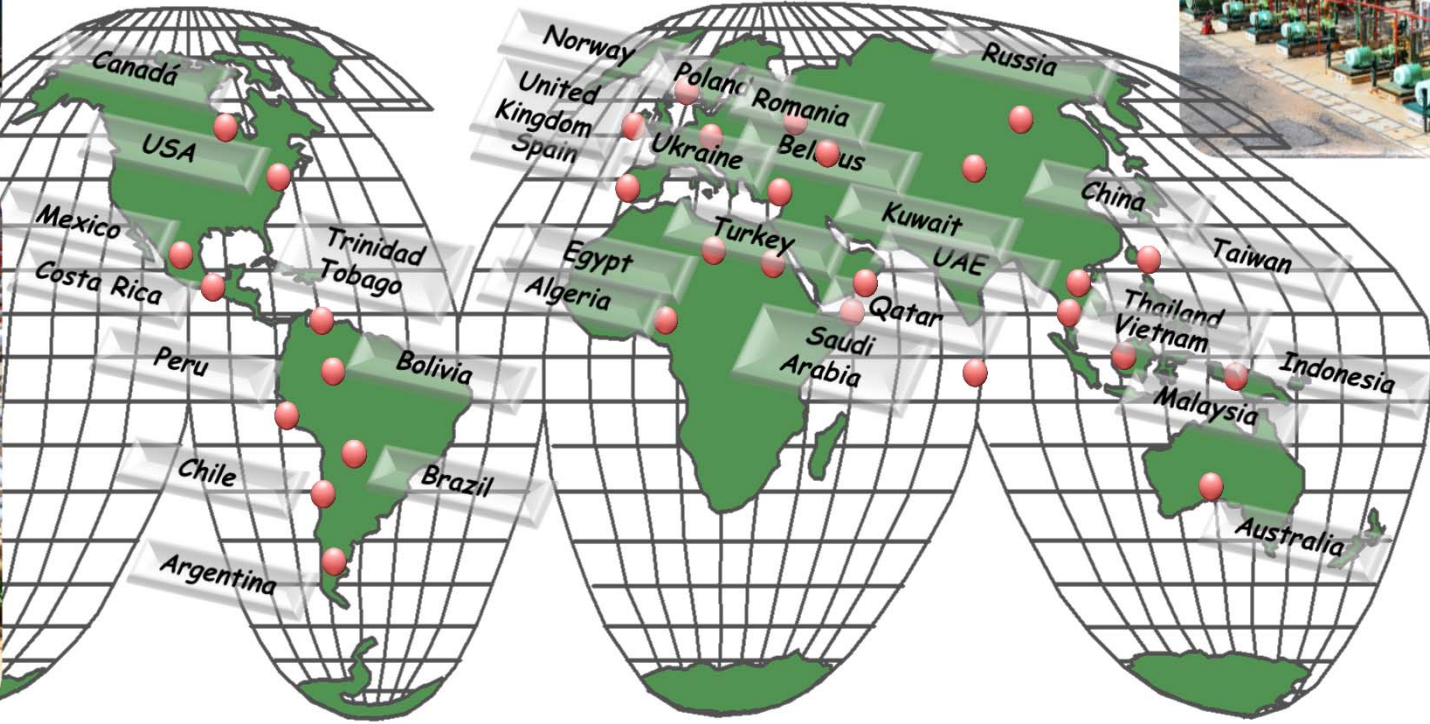 Canadá
USA
Mexico
Costa Rica
Trinidad
Tobago
Peru
Bolivia
Chile
Brazil
Argentina
Norway
United
Kingdom
Spain
Poland
Romania
Ukraine
Belarus
Russia
China
Kuwait
Turkey
UAE
Egypt
Algeria
Qatar
Saudi
Arabia
Taiwan
Thailand
Vietnam
Indonesia
Malaysia
Australia